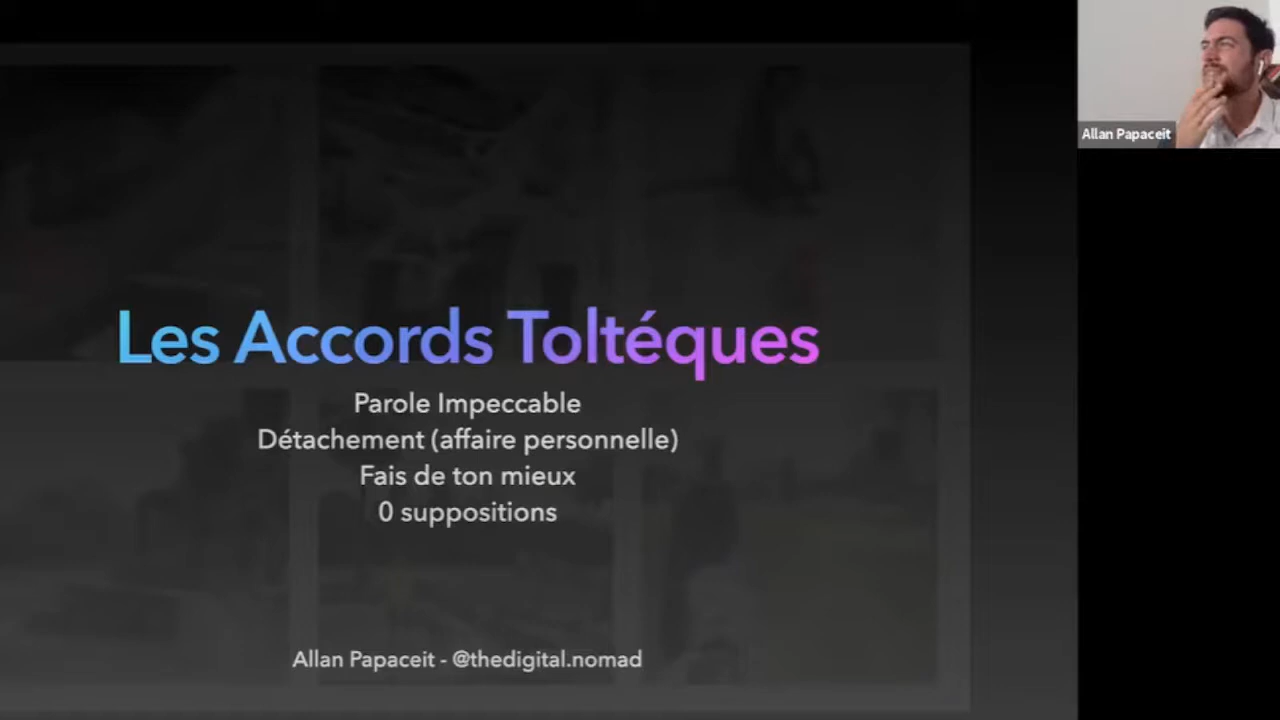 Les Accords Toltéques
Parole Impeccable
Détachement (affaire personnelle)
Fais de ton mieux
0 suppositions
Allan Papaceit - @thedigital.nomad
Allan Papaceit